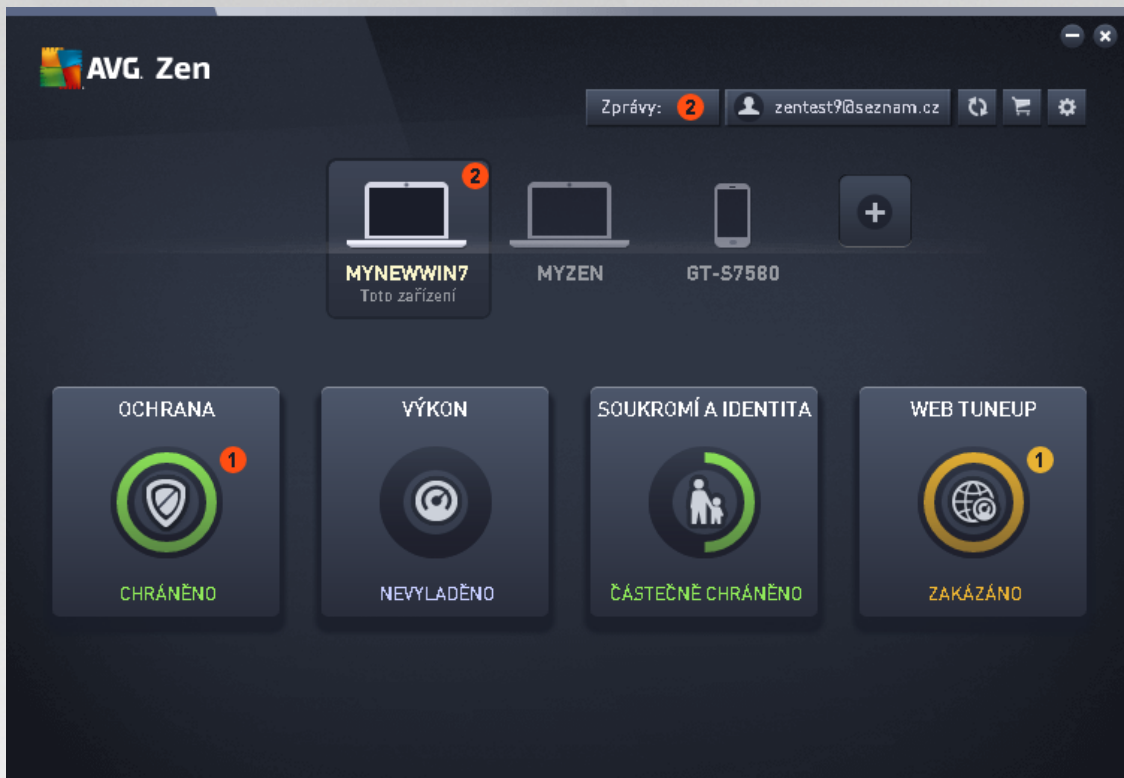 AVG. Zen
Zprávy: 2
zentest9@seznam.cz
2
MYNEWWIN7
Toto zařízení
MYZEN
GT-S7580
OCHRANA
1
CHRÁNĚNO
VÝKON
NEVYLADĚNO
SOUKROMÍ A IDENTITA
ČÁSTEČNĚ CHRÁNĚNO
WEB TUNEUP
1
ZAKÁZÁNO